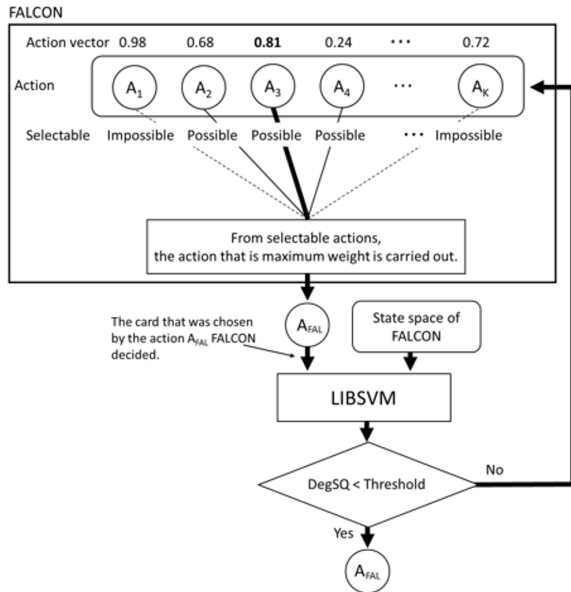 FALCON
Action vector 0.98 0.68 0.81 0.24 ··· 0.72
Action A1 A2 A3 A4 ··· AK
Selectable Impossible Possible Possible Possible ··· Impossible
From selectable actions,
the action that is maximum weight is carried out.
The card that was chosen
by the action AFAL FALCON
decided.
AFAL
State space of
FALCON
LIBSVM
DegSQ < Threshold
No
Yes
AFAL